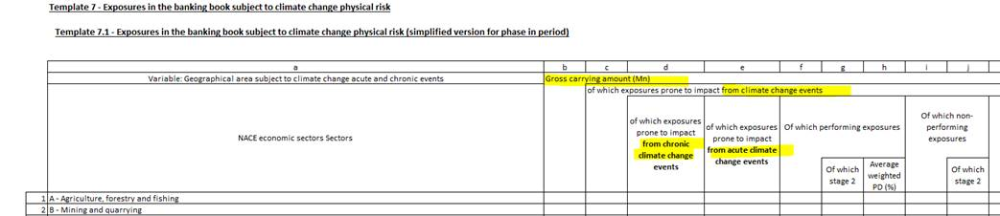 Template 7 - Exposures in the banking book subject to climate change physical risk
Template 7.1 - Exposures in the banking book subject to climate change physical risk (simplified version for phase in period)
a b c d e f g h i j
Variable: Geographical area subject to climate change acute and chronic events
Gross carrying amount (Mn)
of which exposures prone to impact from climate change events
NACE economic sectors Sectors
of which exposures
prone to impact
from chronic
climate change
events
of which exposures
prone to impact
from acute climate
change events
Of which performing exposures
Of which
stage 2
Average
weighted
PD (%)
Of which non-
performing
exposures
Of which
stage 2
1 A - Agriculture, forestry and fishing
2 B - Mining and quarrying